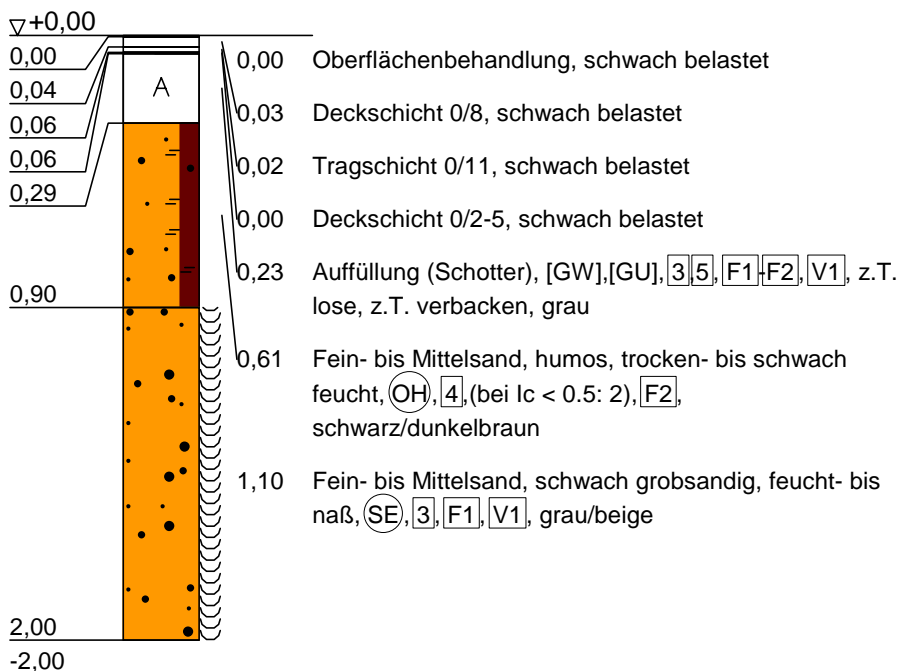 +0,00
0,00
0,04
0,06
0,06
0,29
0,90
2,00
-2,00
A
0,00 Oberflächenbehandlung, schwach belastet
0,03 Deckschicht 0/8, schwach belastet
0,02 Tragschicht 0/11, schwach belastet
0,00 Deckschicht 0/2-5, schwach belastet
0,23 Auffüllung (Schotter), [GW],[GU], 3,5, F1-F2, V1, z.T.
lose, z.T. verbacken, grau
0,61 Fein- bis Mittelsand, humos, trocken- bis schwach
feucht, OH, 4,(bei Ic < 0.5: 2), F2,
schwarz/dunkelbraun
1,10 Fein- bis Mittelsand, schwach grobsandig, feucht- bis
naß, SE, 3, F1, V1, grau/beige